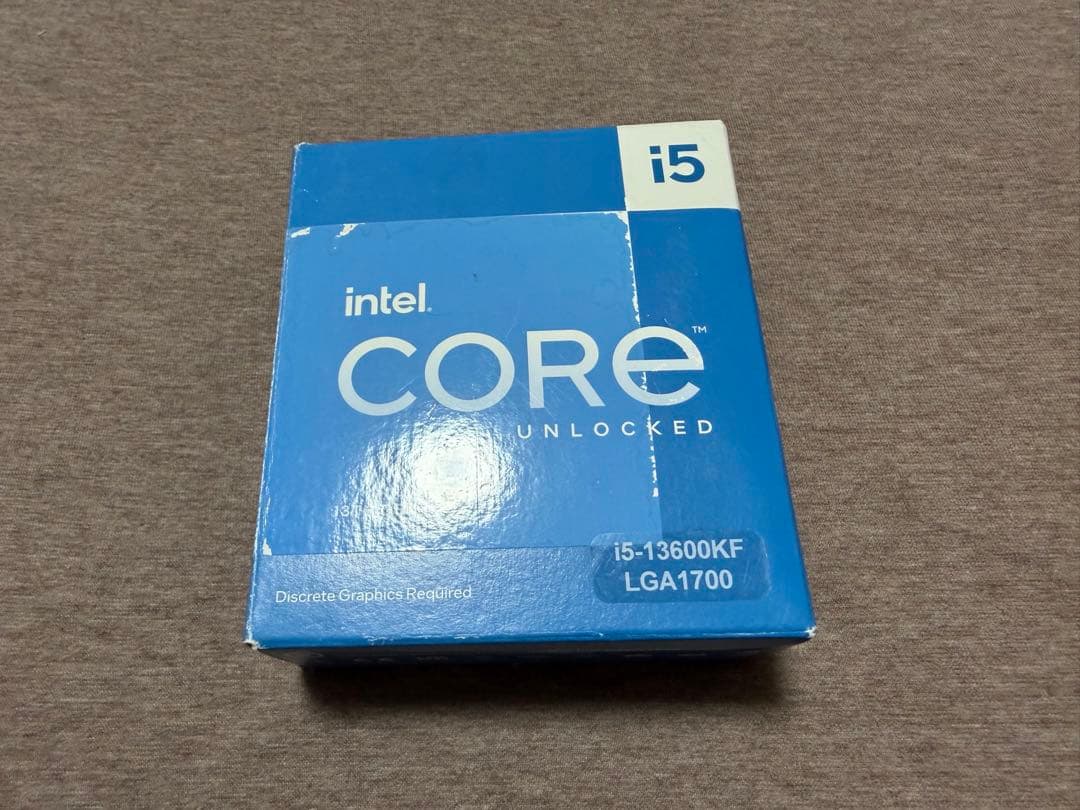 i5
intel.
CORE™
UNLOCKED
i5-13600KF
LGA1700
Discrete Graphics Required